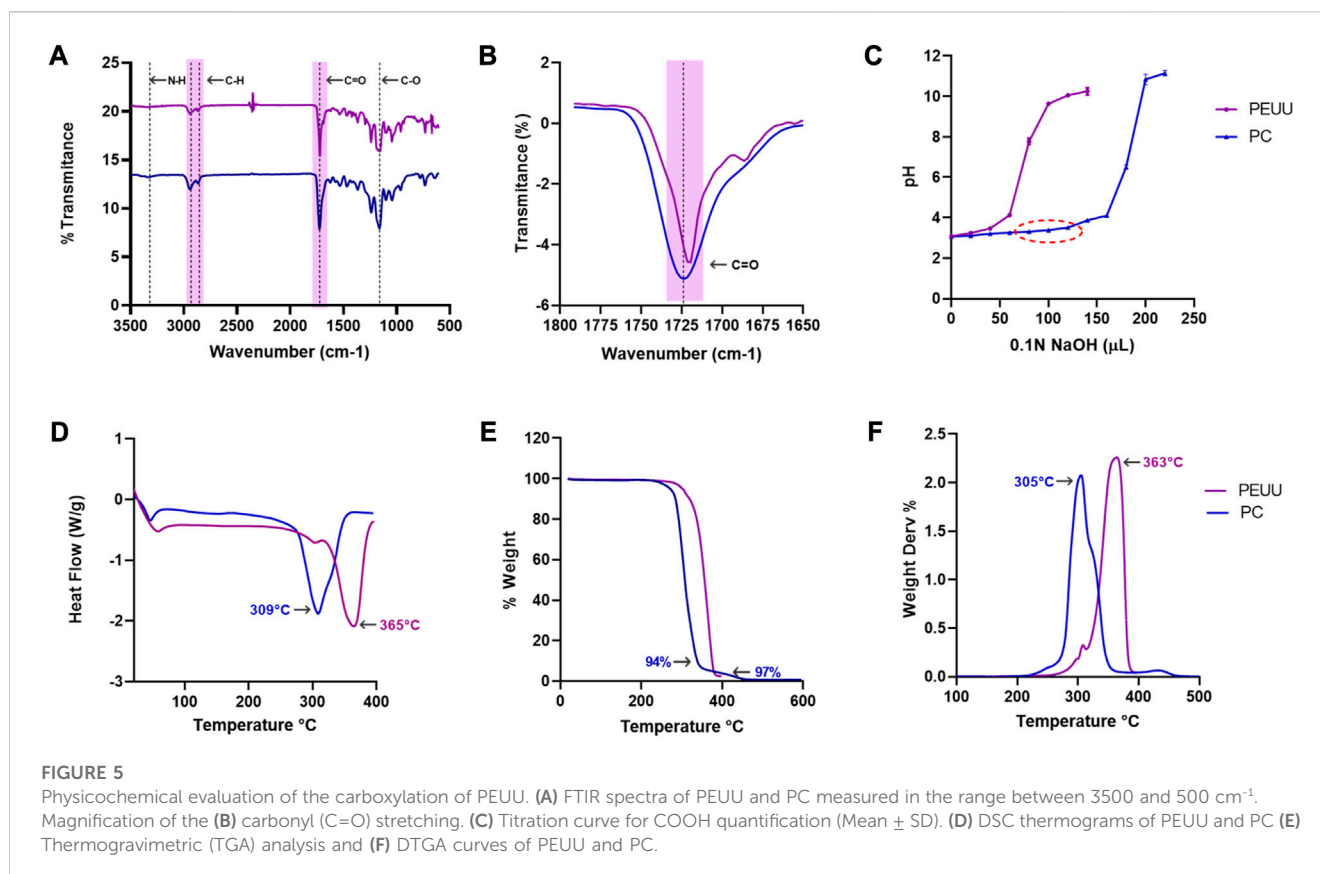 A
25
20
15
10
5
0
% Transmitance
←N-H
← C-H
←C=O
←C-O
3500 3000 2500 2000 1500 1000 500
Wavenumber (cm-1)
B
2
0
-2
-4
-6
Transmitance (%)
← C=O
1800 1775 1750 1725 1700 1675 1650
Wavenumber (cm-1)
C
12
10
8
6
4
2
0
pH
0 50 100 150 200 250
0.1N NaOH (µL)
PEUU
PC
D
1
0
-1
-2
-3
Heat Flow (W/g)
309°C →
← 365°C
100 200 300 400
Temperature °C
E
120
100
80
60
40
20
0
% Weight
94% →
← 97%
0 200 400 600
Temperature °C
F
2.5
2.0
1.5
1.0
0.5
0.0
Weight Derv %
305°C →
← 363°C
100 200 300 400 500
Temperature °C
PEUU
PC
FIGURE 5
Physicochemical evaluation of the carboxylation of PEUU. (A) FTIR spectra of PEUU and PC measured in the range between 3500 and 500 cm⁻¹.
Magnification of the (B) carbonyl (C=O) stretching. (C) Titration curve for COOH quantification (Mean ± SD). (D) DSC thermograms of PEUU and PC (E)
Thermogravimetric (TGA) analysis and (F) DTGA curves of PEUU and PC.